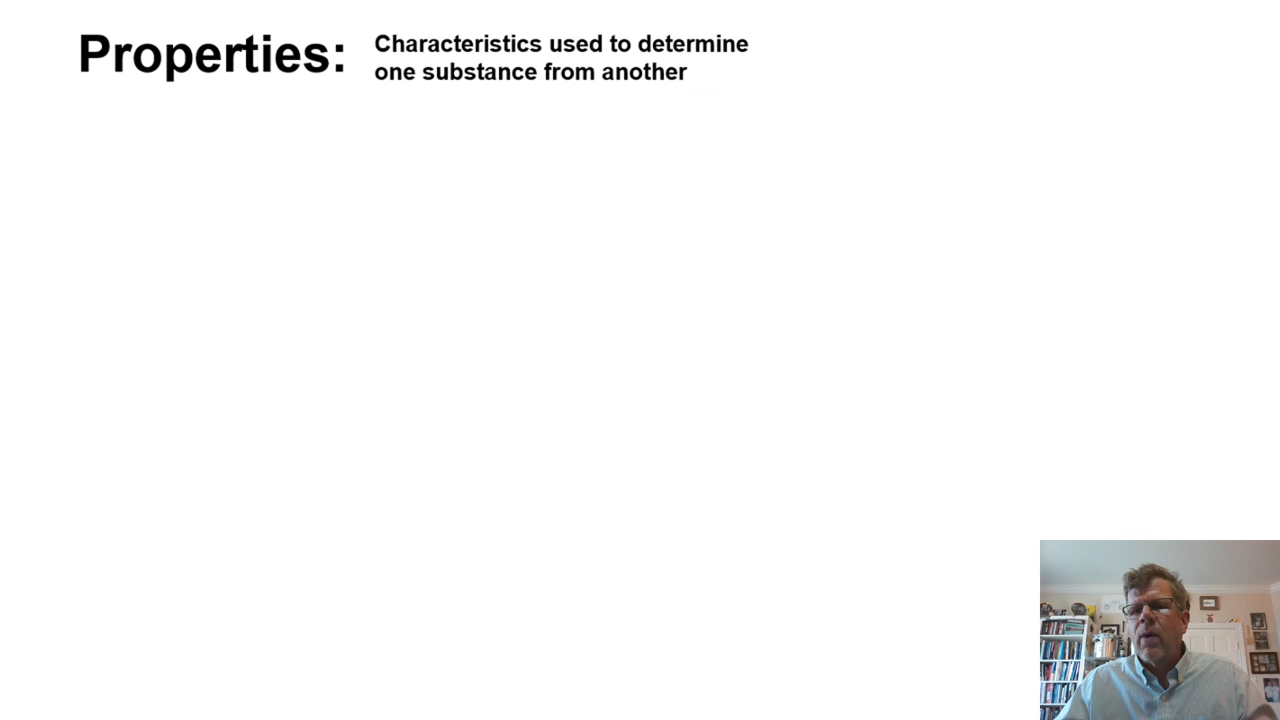 Properties:
Characteristics used to determine
one substance from another